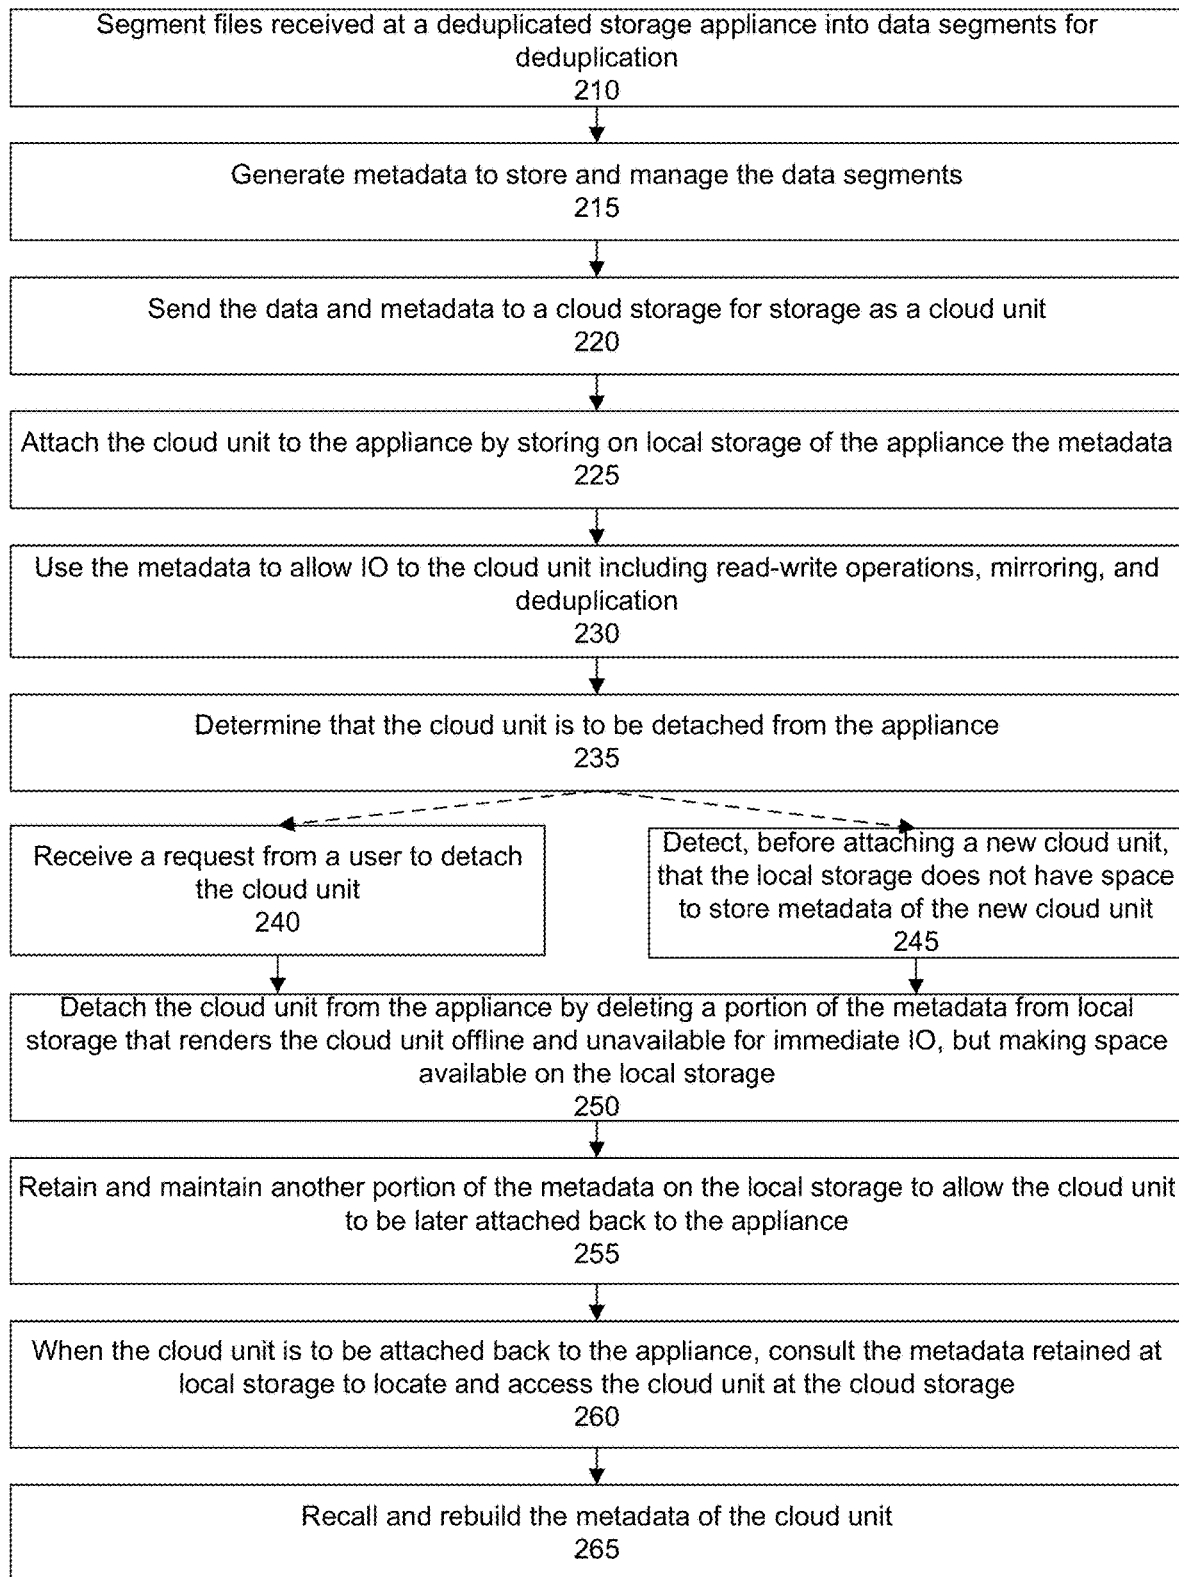 Segment files received at a deduplicated storage appliance into data segments for
deduplication
210
Generate metadata to store and manage the data segments
215
Send the data and metadata to a cloud storage for storage as a cloud unit
220
Attach the cloud unit to the appliance by storing on local storage of the appliance the metadata
225
Use the metadata to allow IO to the cloud unit including read-write operations, mirroring, and
deduplication
230
Determine that the cloud unit is to be detached from the appliance
235
Receive a request from a user to detach
the cloud unit
240
Detect, before attaching a new cloud unit,
that the local storage does not have space
to store metadata of the new cloud unit
245
Detach the cloud unit from the appliance by deleting a portion of the metadata from local
storage that renders the cloud unit offline and unavailable for immediate IO, but making space
available on the local storage
250
Retain and maintain another portion of the metadata on the local storage to allow the cloud unit
to be later attached back to the appliance
255
When the cloud unit is to be attached back to the appliance, consult the metadata retained at
local storage to locate and access the cloud unit at the cloud storage
260
Recall and rebuild the metadata of the cloud unit
265